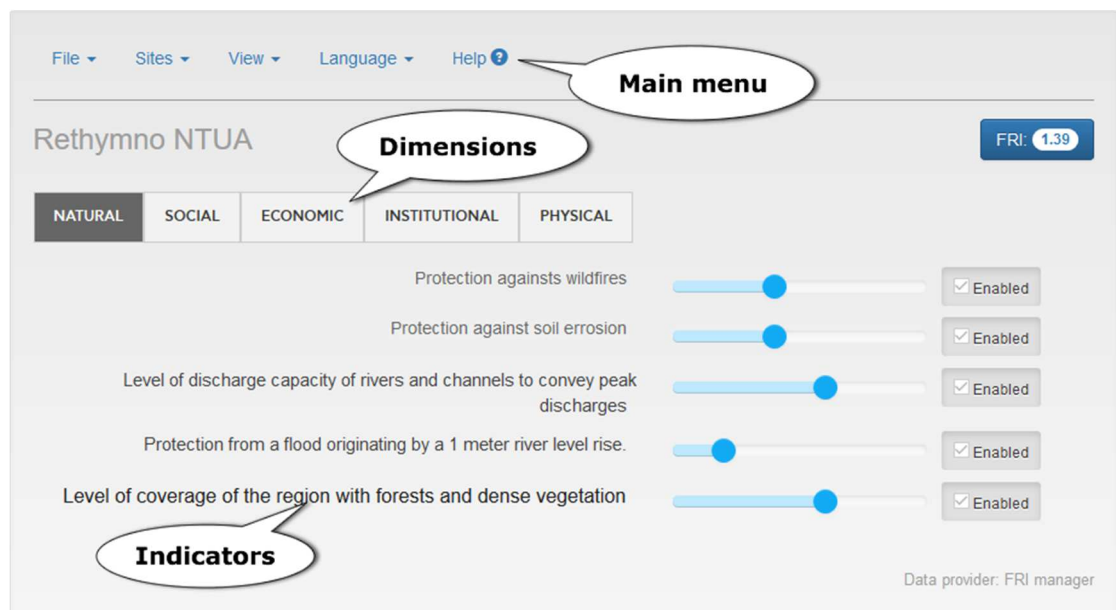 File Sites View Language Help ?
Main menu
Rethymno NTUA
Dimensions
FRI: 1.39
NATURAL SOCIAL ECONOMIC INSTITUTIONAL PHYSICAL
Protection againsts wildfires
Enabled
Protection against soil errosion
Enabled
Level of discharge capacity of rivers and channels to convey peak
discharges
Enabled
Protection from a flood originating by a 1 meter river level rise.
Enabled
Level of coverage of the region with forests and dense vegetation
Enabled
Indicators
Data provider: FRI manager